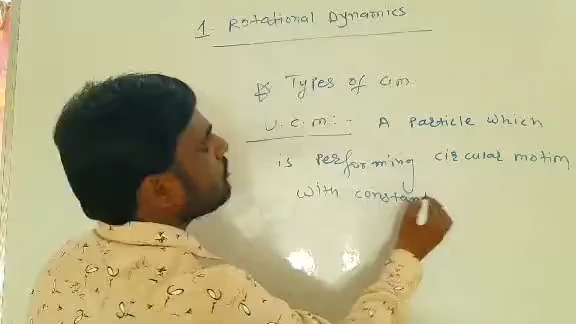 1. Rotational Dynamics
☆ Types of C.m.
U.C.m:- A particle which
is performing circular motion
with constant